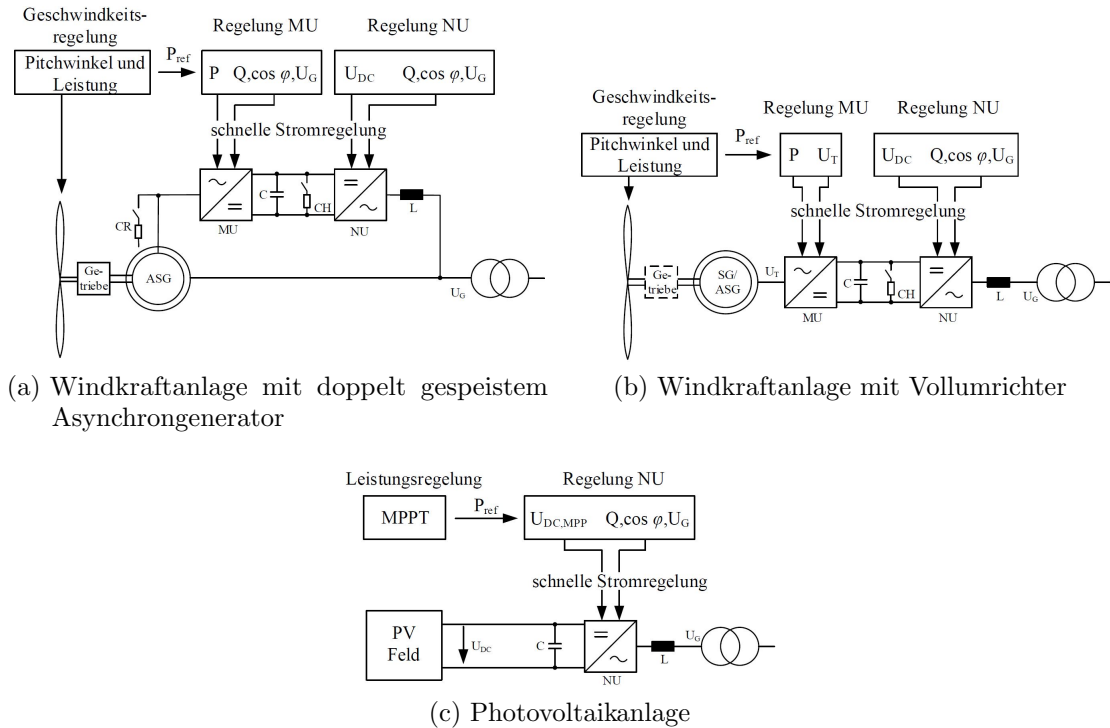 Geschwindkeits-
regelung
Pitchwinkel und
Leistung
P_ref
Regelung MU
P Q,cos φ,U_G
Regelung NU
U_DC Q,cos φ,U_G
schnelle Stromregelung
CR
MU
C
CH
NU
L
Ge-
triebe
ASG
U_G
(a) Windkraftanlage mit doppelt gespeistem
Asynchrongenerator
Geschwindkeits-
regelung
Pitchwinkel und
Leistung
P_ref
Regelung MU
P U_T
Regelung NU
U_DC Q,cos φ,U_G
schnelle Stromregelung
Ge-
triebe
SG/
ASG
U_T
MU
C
CH
NU
L
U_G
(b) Windkraftanlage mit Vollumrichter
Leistungsregelung
MPPT
P_ref
Regelung NU
U_DC,MPP Q,cos φ,U_G
schnelle Stromregelung
PV
Feld
U_DC
C
NU
L
U_G
(c) Photovoltaikanlage